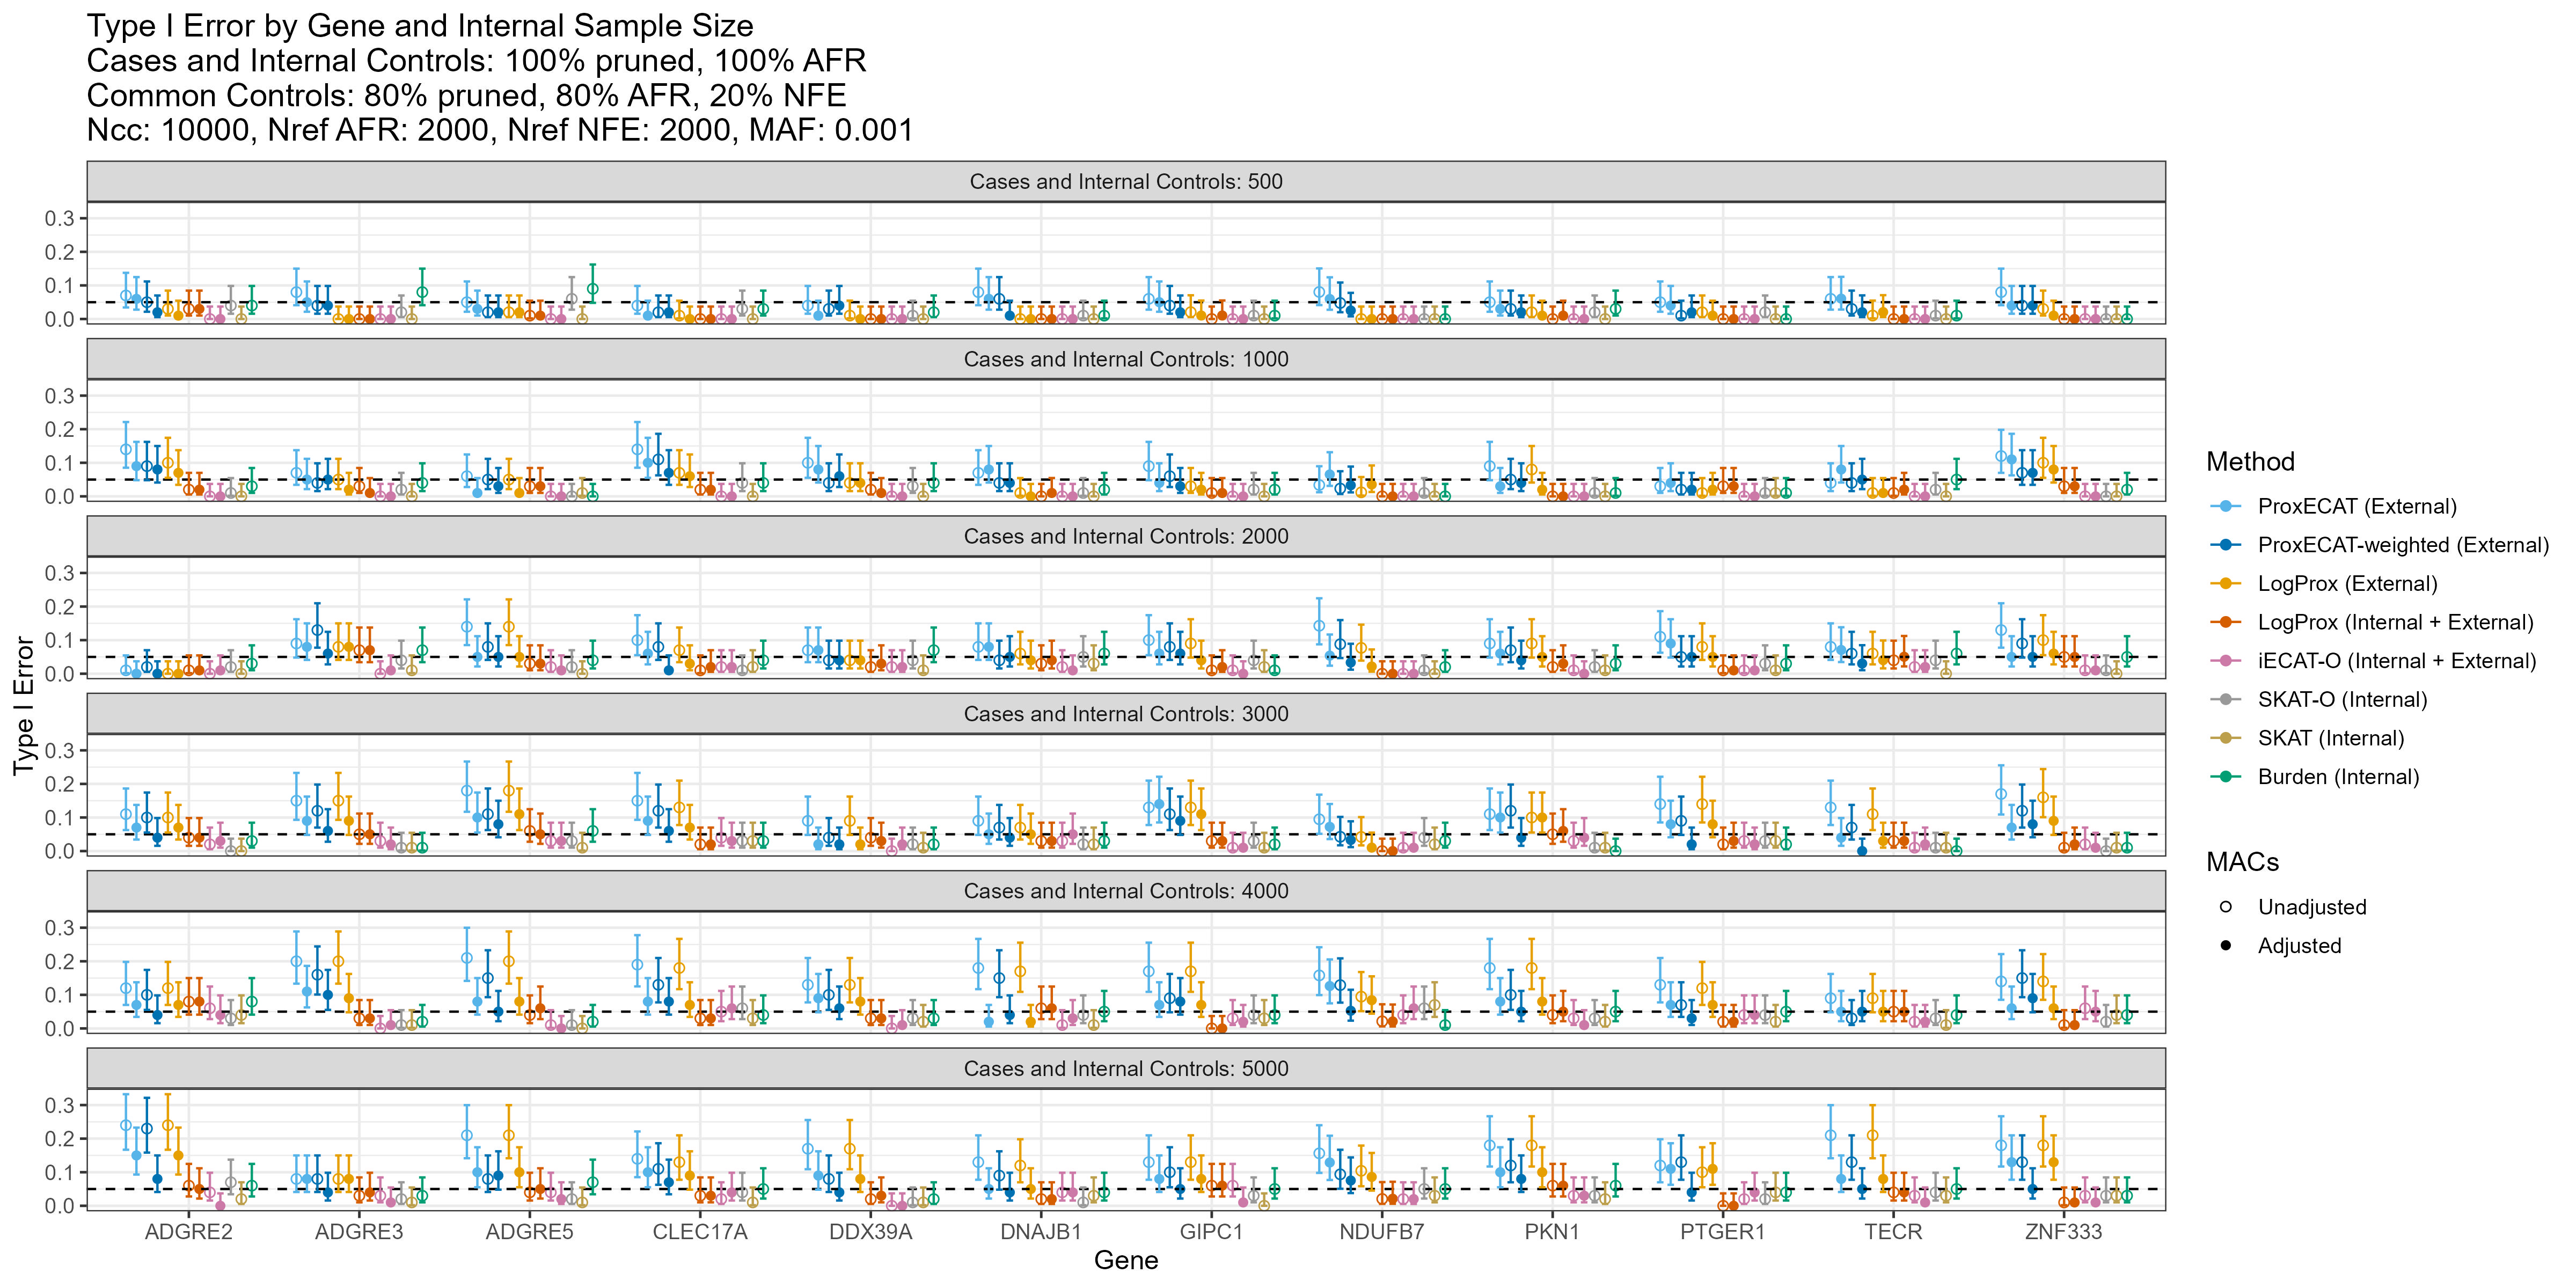 Type I Error by Gene and Internal Sample Size
Cases and Internal Controls: 100% pruned, 100% AFR
Common Controls: 80% pruned, 80% AFR, 20% NFE
Ncc: 10000, Nref AFR: 2000, Nref NFE: 2000, MAF: 0.001
Cases and Internal Controls: 500
0.3
0.2
0.1
0.0
Cases and Internal Controls: 1000
0.3
0.2
0.1
0.0
Cases and Internal Controls: 2000
0.3
0.2
0.1
0.0
Cases and Internal Controls: 3000
0.3
0.2
0.1
0.0
Cases and Internal Controls: 4000
0.3
0.2
0.1
0.0
Cases and Internal Controls: 5000
0.3
0.2
0.1
0.0
Type I Error
ADGRE2 ADGRE3 ADGRE5 CLEC17A DDX39A DNAJB1 GIPC1 NDUFB7 PKN1 PTGER1 TECR ZNF333
Gene
Method
ProxECAT (External)
ProxECAT-weighted (External)
LogProx (External)
LogProx (Internal + External)
iECAT-O (Internal + External)
SKAT-O (Internal)
SKAT (Internal)
Burden (Internal)
MACs
Unadjusted
Adjusted